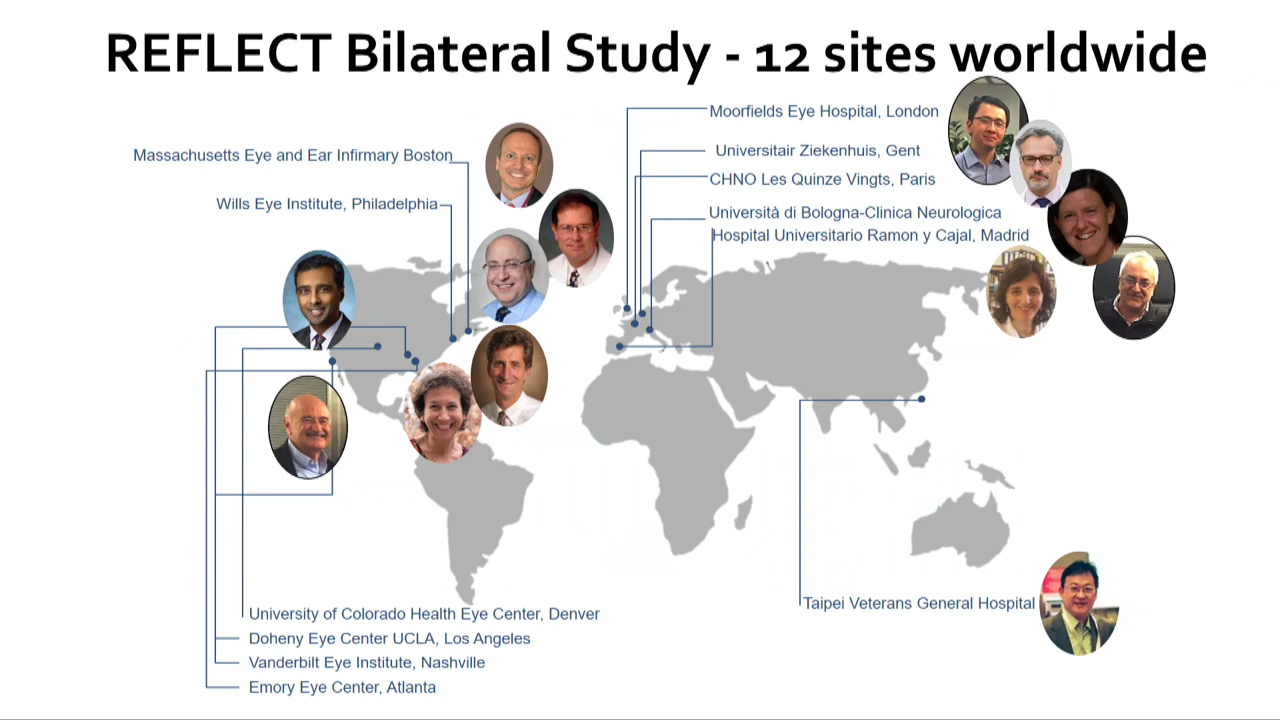 REFLECT Bilateral Study - 12 sites worldwide
Moorfields Eye Hospital, London
Massachusetts Eye and Ear Infirmary Boston
Universitair Ziekenhuis, Gent
CHNO Les Quinze Vingts, Paris
Wills Eye Institute, Philadelphia
Università di Bologna-Clinica Neurologica
Hospital Universitario Ramon y Cajal, Madrid
Taipei Veterans General Hospital
University of Colorado Health Eye Center, Denver
Doheny Eye Center UCLA, Los Angeles
Vanderbilt Eye Institute, Nashville
Emory Eye Center, Atlanta